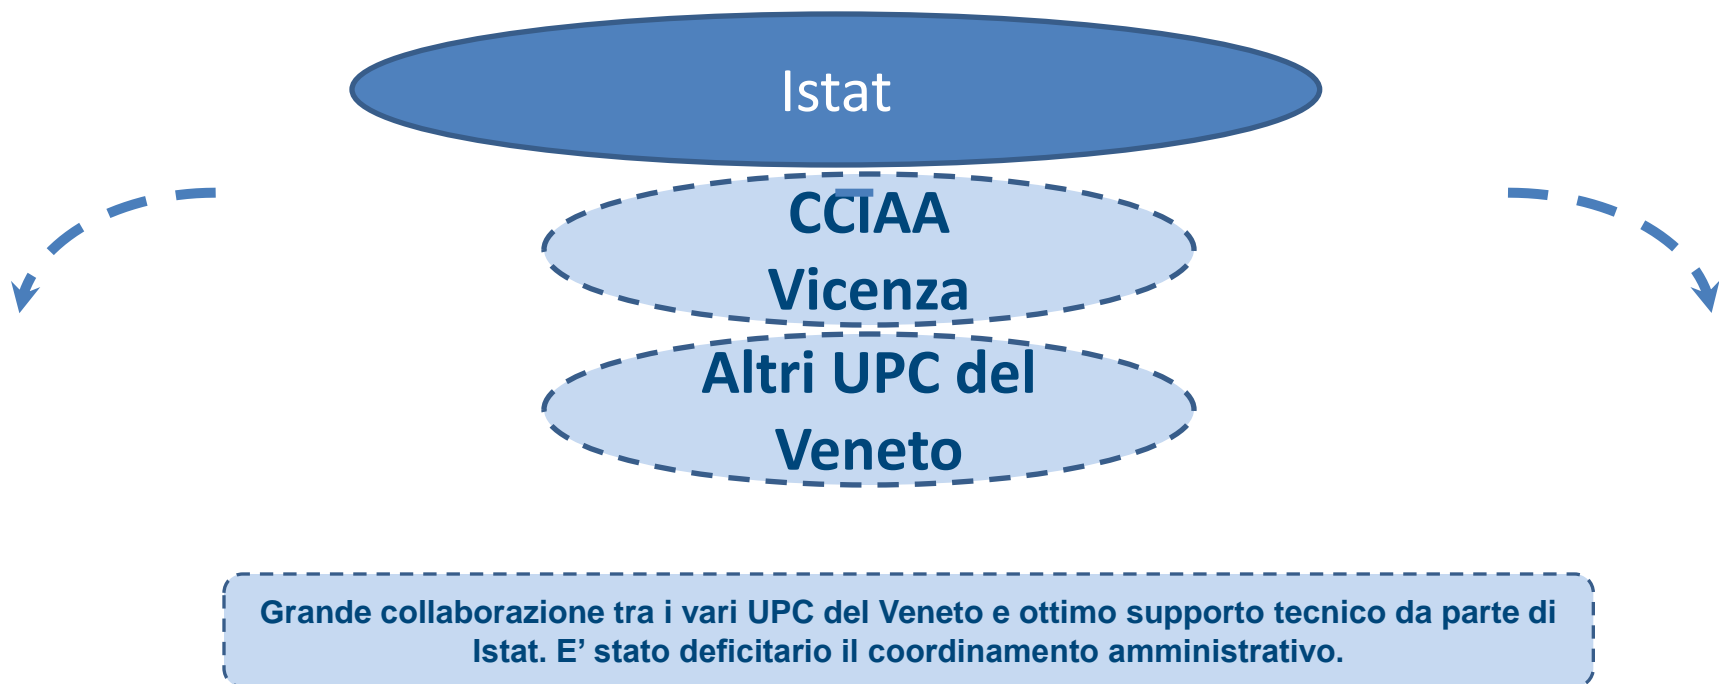 Istat
CCIAA
Vicenza
Altri UPC del
Veneto
Grande collaborazione tra i vari UPC del Veneto e ottimo supporto tecnico da parte di
Istat. E’ stato deficitario il coordinamento amministrativo.